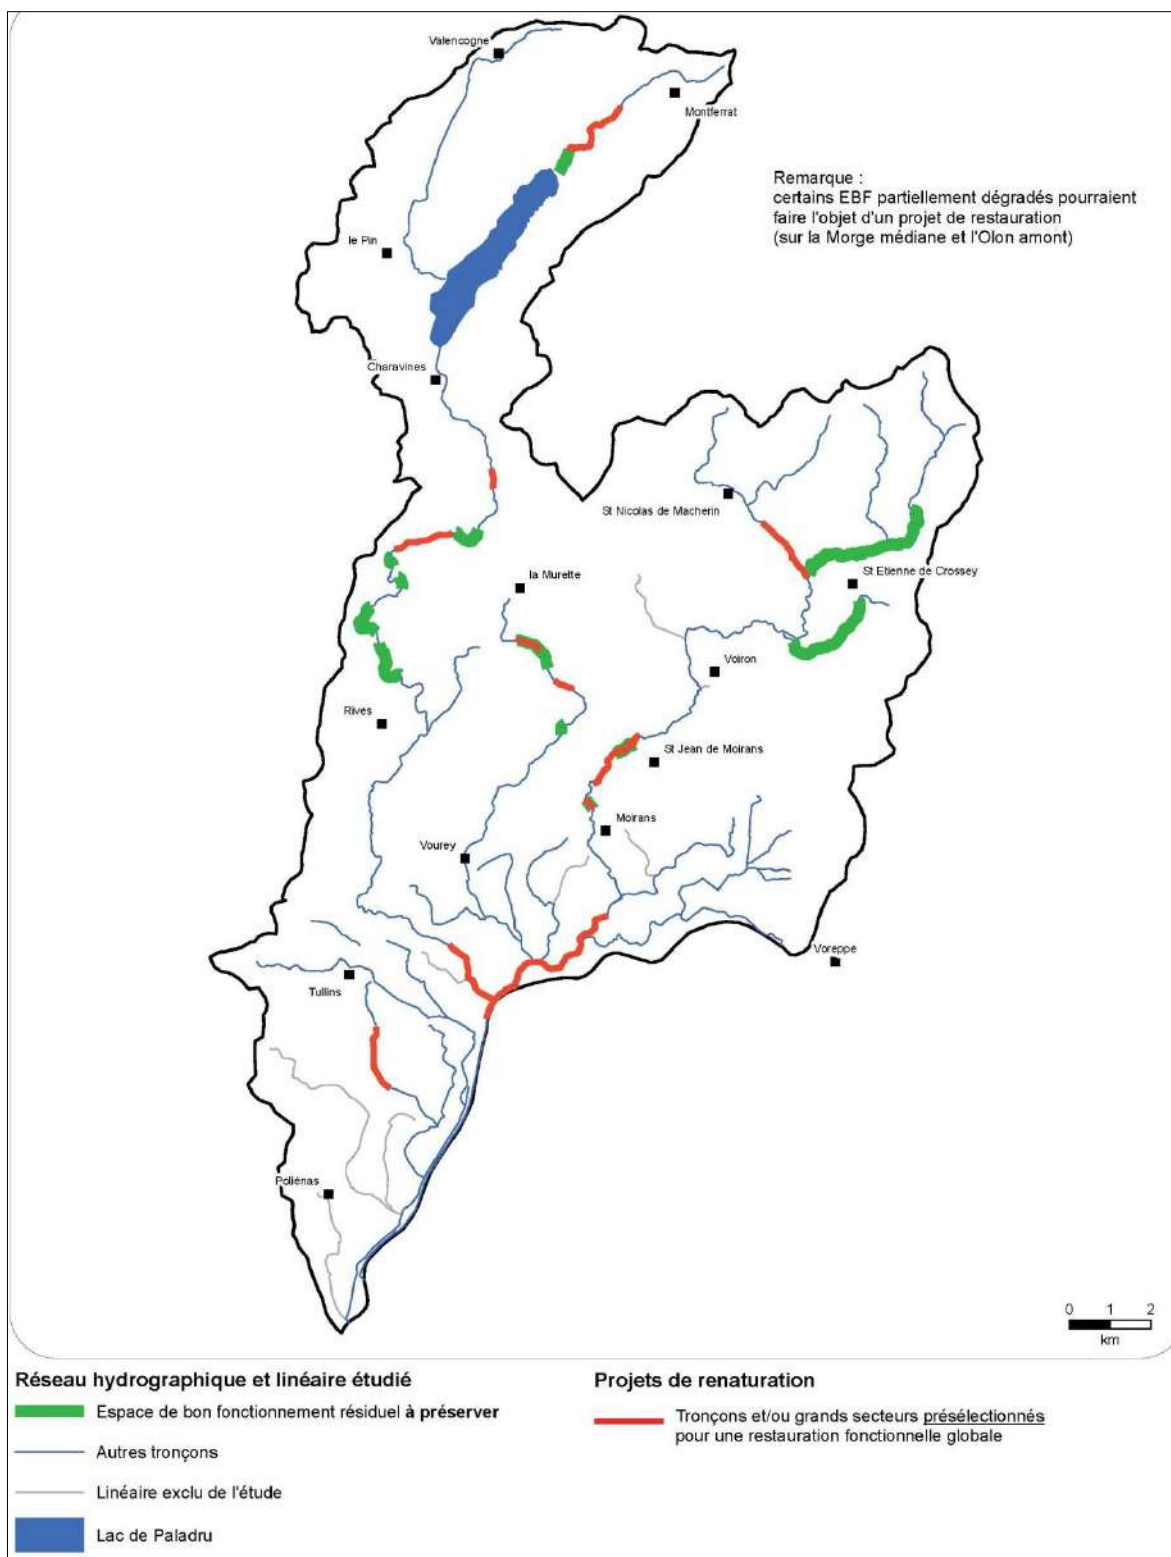 Valencogne
Montferrat
Remarque :
certains EBF partiellement dégradés pourraient
faire l'objet d'un projet de restauration
(sur la Morge médiane et l'Olon amont)
le Pin
Charavines
St Nicolas de Macherin
la Murette
St Etienne de Crossey
Voiron
Rives
St Jean de Moirans
Moirans
Vourey
Voreppe
Tullins
Poliénas
0 1 2
km
Réseau hydrographique et linéaire étudié
Espace de bon fonctionnement résiduel à préserver
Autres tronçons
Linéaire exclu de l'étude
Lac de Paladru
Projets de renaturation
Tronçons et/ou grands secteurs présélectionnés
pour une restauration fonctionnelle globale